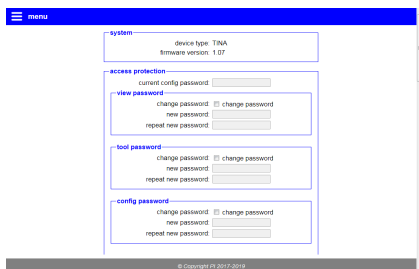 menu
system
device type: TINA
firmware version: 1.07
access protection
current config password:
view password
change password: change password
new password:
repeat new password:
tool password
change password: change password
new password:
repeat new password:
config password
change password: change password
new password:
repeat new password:
© Copyright PI 2017-2019